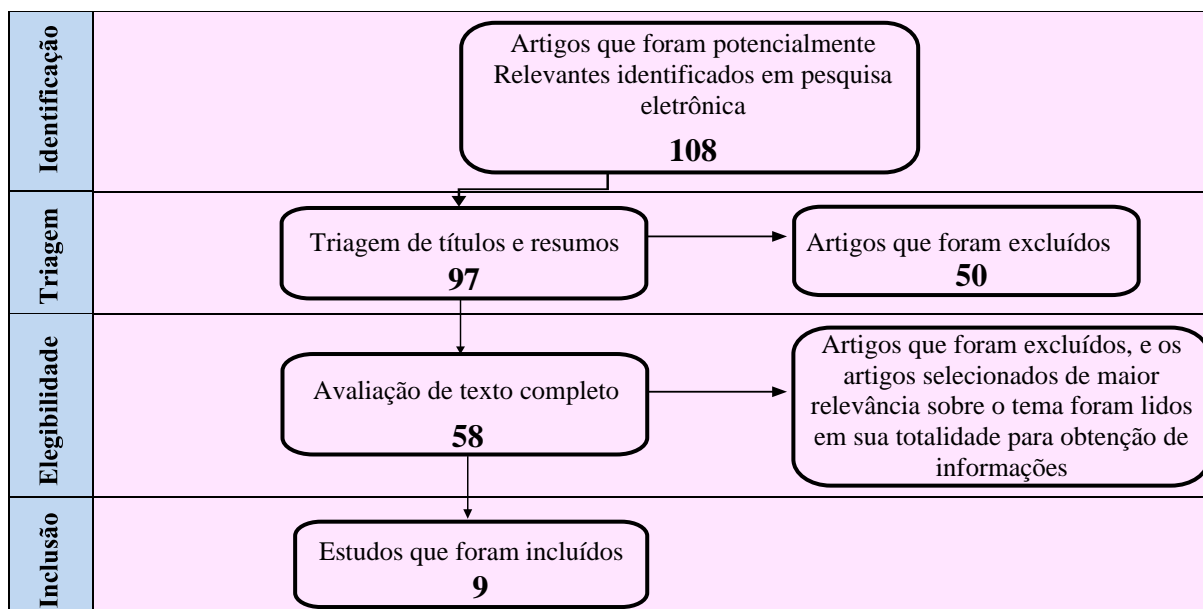 Identificação
Artigos que foram potencialmente
Relevantes identificados em pesquisa
eletrônica
108
Triagem
Triagem de títulos e resumos
97
Artigos que foram excluídos
50
Elegibilidade
Avaliação de texto completo
58
Artigos que foram excluídos, e os
artigos selecionados de maior
relevância sobre o tema foram lidos
em sua totalidade para obtenção de
informações
Inclusão
Estudos que foram incluídos
9